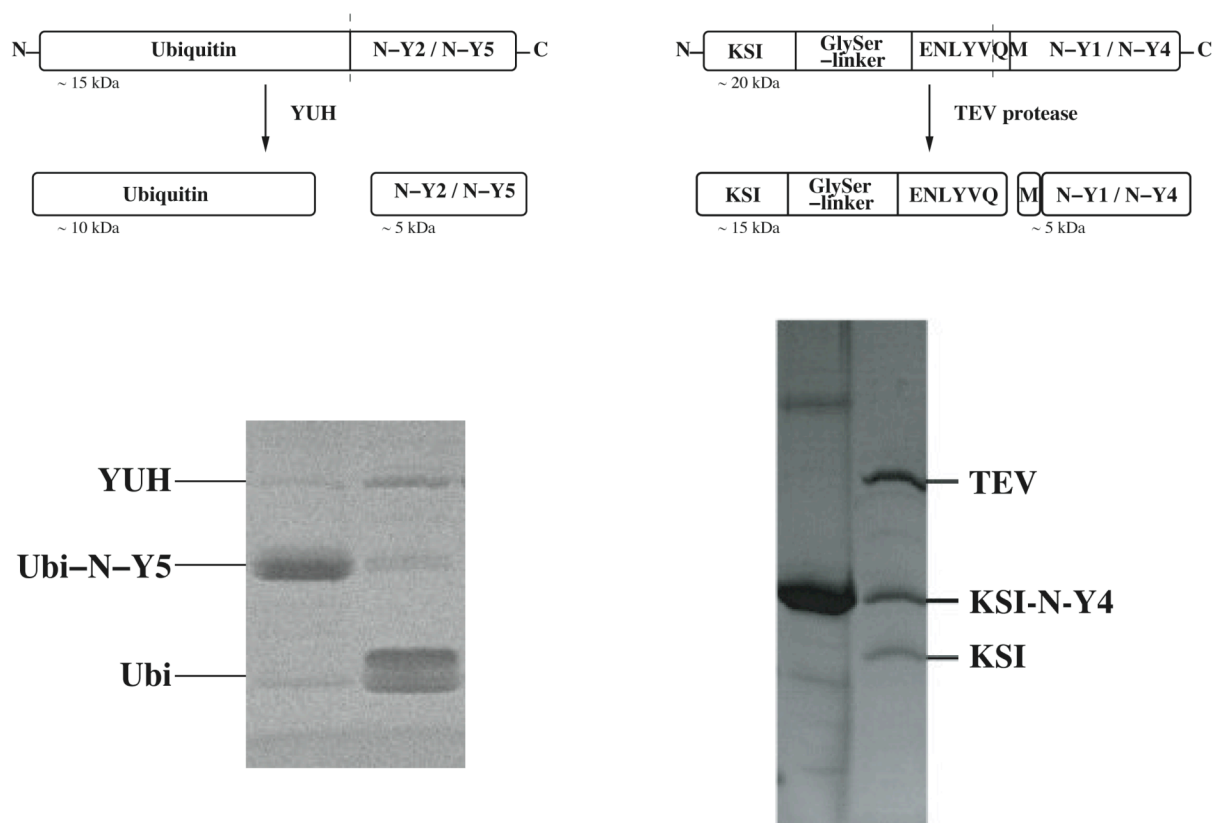 N Ubiquitin N–Y2 / N–Y5 C
~ 15 kDa
YUH
Ubiquitin N–Y2 / N–Y5
~ 10 kDa ~ 5 kDa
N KSI GlySer –linker ENLYVQM N–Y1 / N–Y4 C
~ 20 kDa
TEV protease
KSI GlySer –linker ENLYVQ M N–Y1 / N–Y4
~ 15 kDa ~ 5 kDa
YUH
Ubi–N–Y5
Ubi
TEV
KSI-N-Y4
KSI